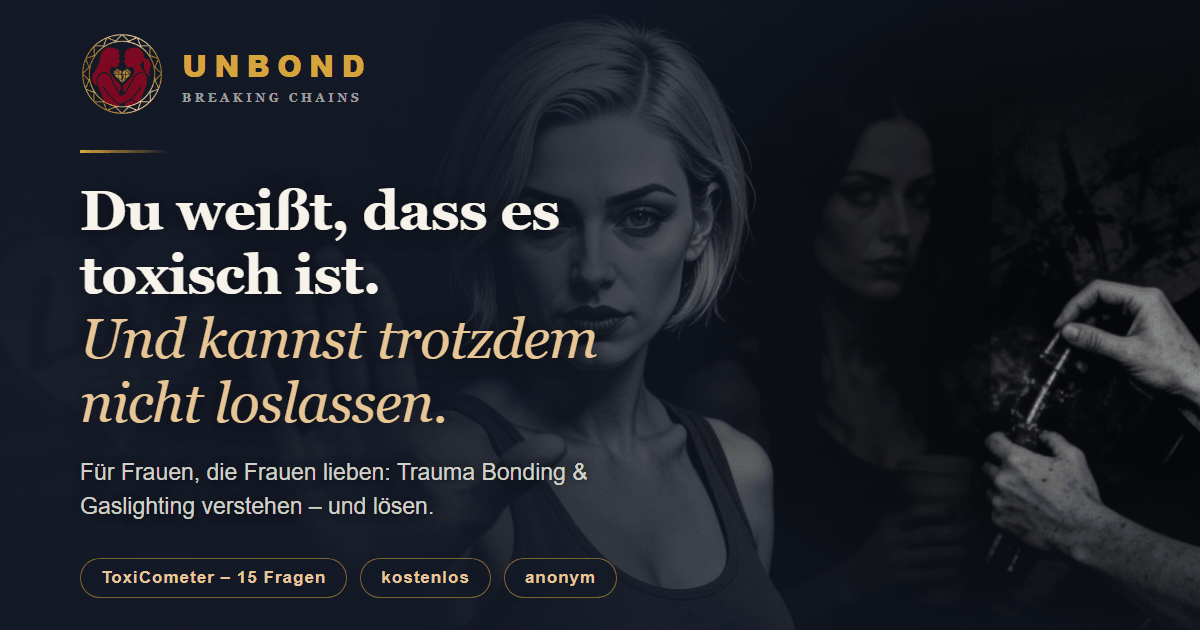 UNBOND
BREAKING CHAINS
Du weißt, dass es
toxisch ist.
Und kannst trotzdem
nicht loslassen.
Für Frauen, die Frauen lieben: Trauma Bonding &
Gaslighting verstehen – und lösen.
ToxiCometer – 15 Fragen
kostenlos
anonym